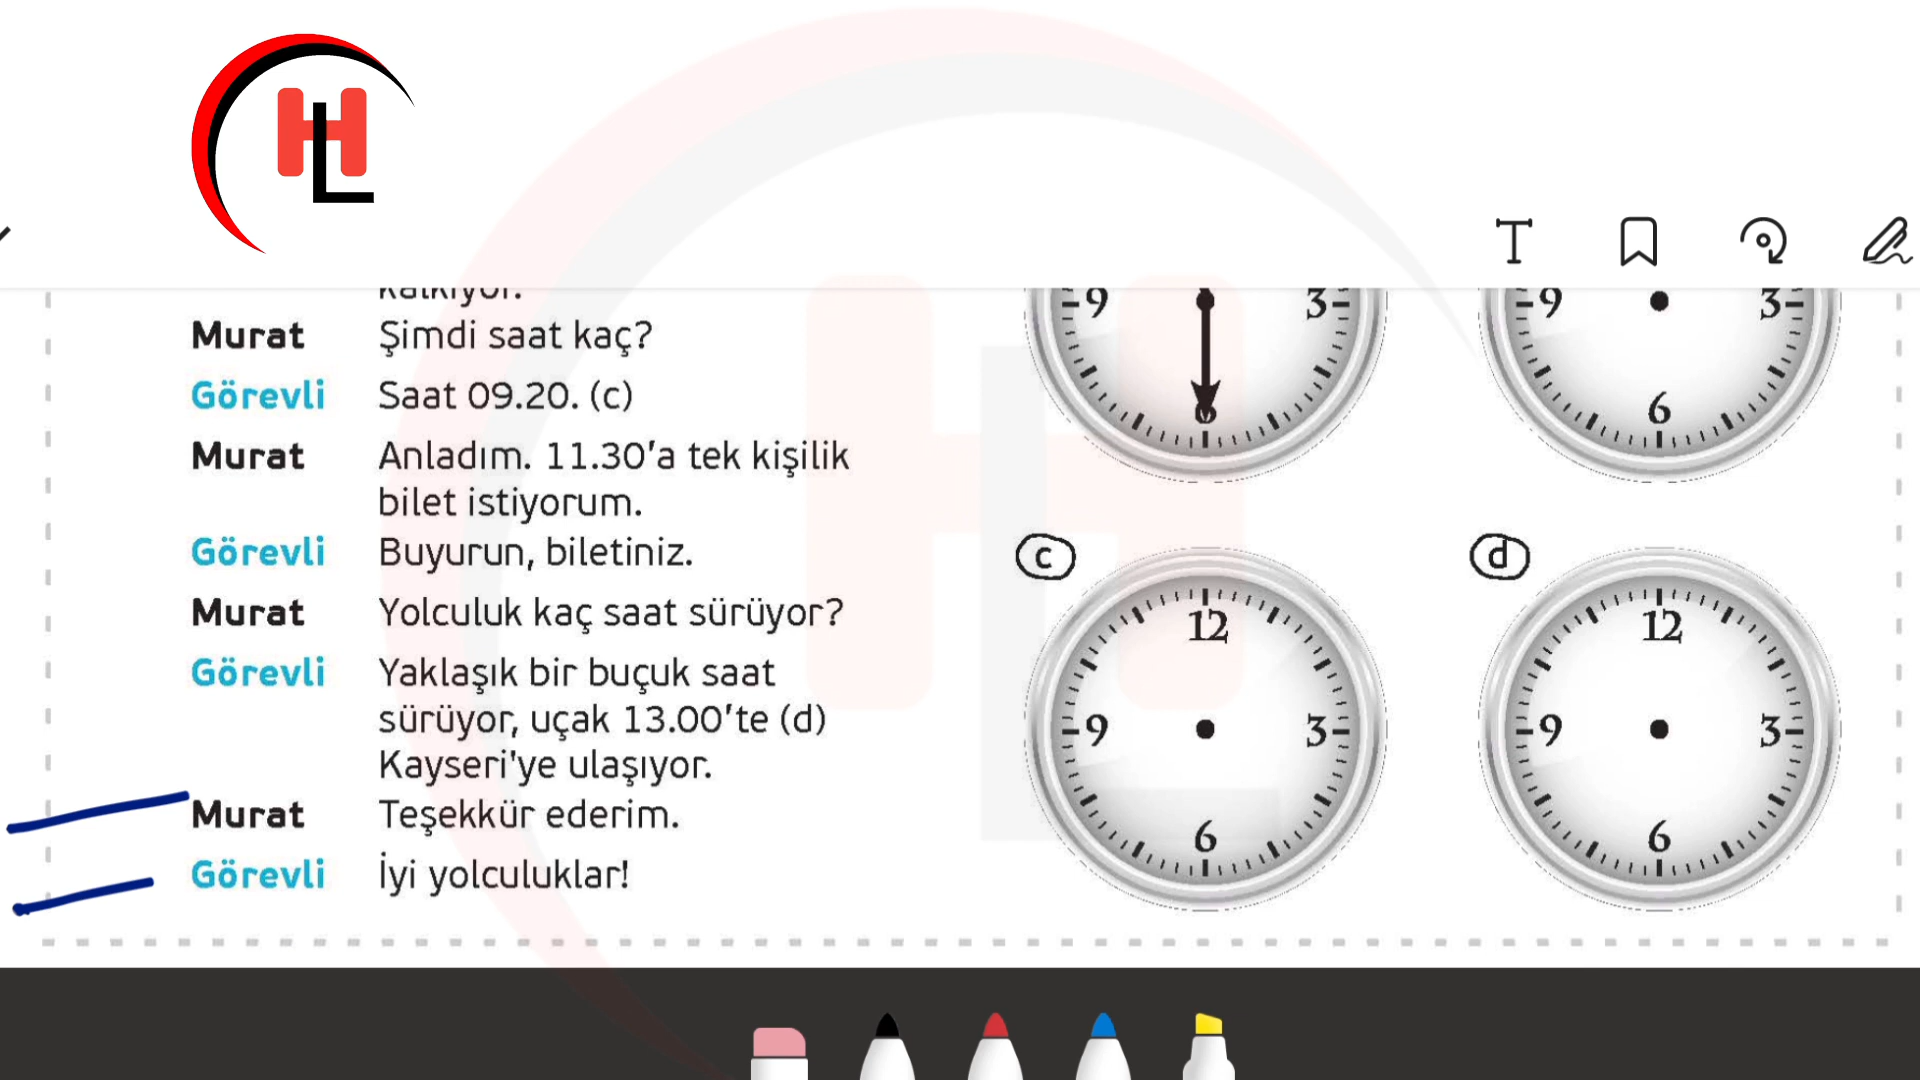 HL
kalkıyor.
Murat Şimdi saat kaç?
Görevli Saat 09.20. (c)
Murat Anladım. 11.30'a tek kişilik
bilet istiyorum.
Görevli Buyurun, biletiniz.
Murat Yolculuk kaç saat sürüyor?
Görevli Yaklaşık bir buçuk saat
sürüyor, uçak 13.00'te (d)
Kayseri'ye ulaşıyor.
Murat Teşekkür ederim.
Görevli İyi yolculuklar!
9 3
6
9 3
6
c
12
9 3
6
d
12
9 3
6